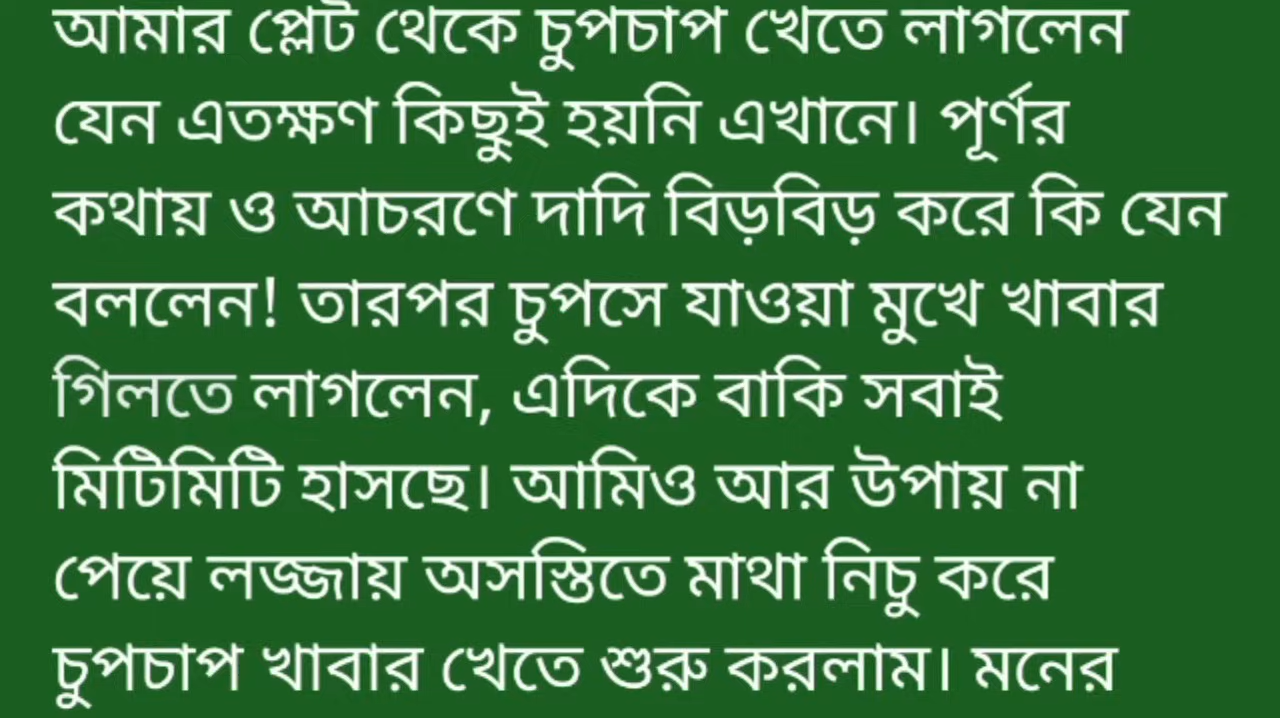 আমার প্লেট থেকে চুপচাপ খেতে লাগলেন
যেন এতক্ষণ কিছুই হয়নি এখানে। পূর্ণর
কথায় ও আচরণে দাদি বিড়বিড় করে কি যেন
বললেন! তারপর চুপসে যাওয়া মুখে খাবার
গিলতে লাগলেন, এদিকে বাকি সবাই
মিটিমিটি হাসছে। আমিও আর উপায় না
পেয়ে লজ্জায় অসস্তিতে মাথা নিচু করে
চুপচাপ খাবার খেতে শুরু করলাম। মনের